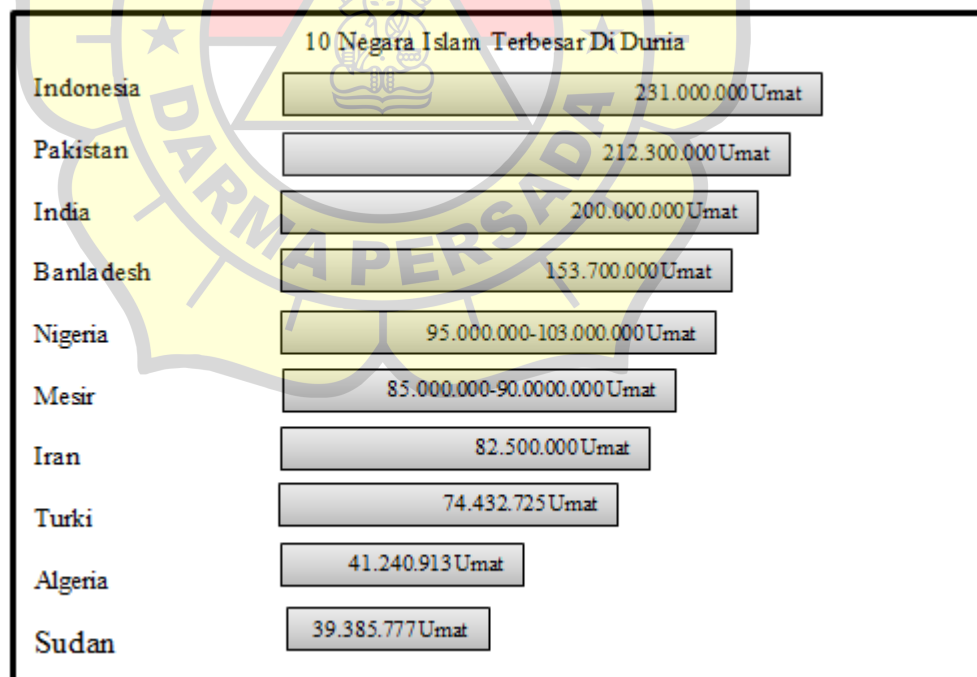 10 Negara Islam Terbesar Di Dunia
Indonesia 231.000.000 Umat
Pakistan 212.300.000 Umat
India 200.000.000 Umat
Banladesh 153.700.000 Umat
Nigeria 95.000.000-103.000.000 Umat
Mesir 85.000.000-90.0000.000 Umat
Iran 82.500.000 Umat
Turki 74.432.725 Umat
Algeria 41.240.913 Umat
Sudan 39.385.777 Umat
DARMA PERSADA